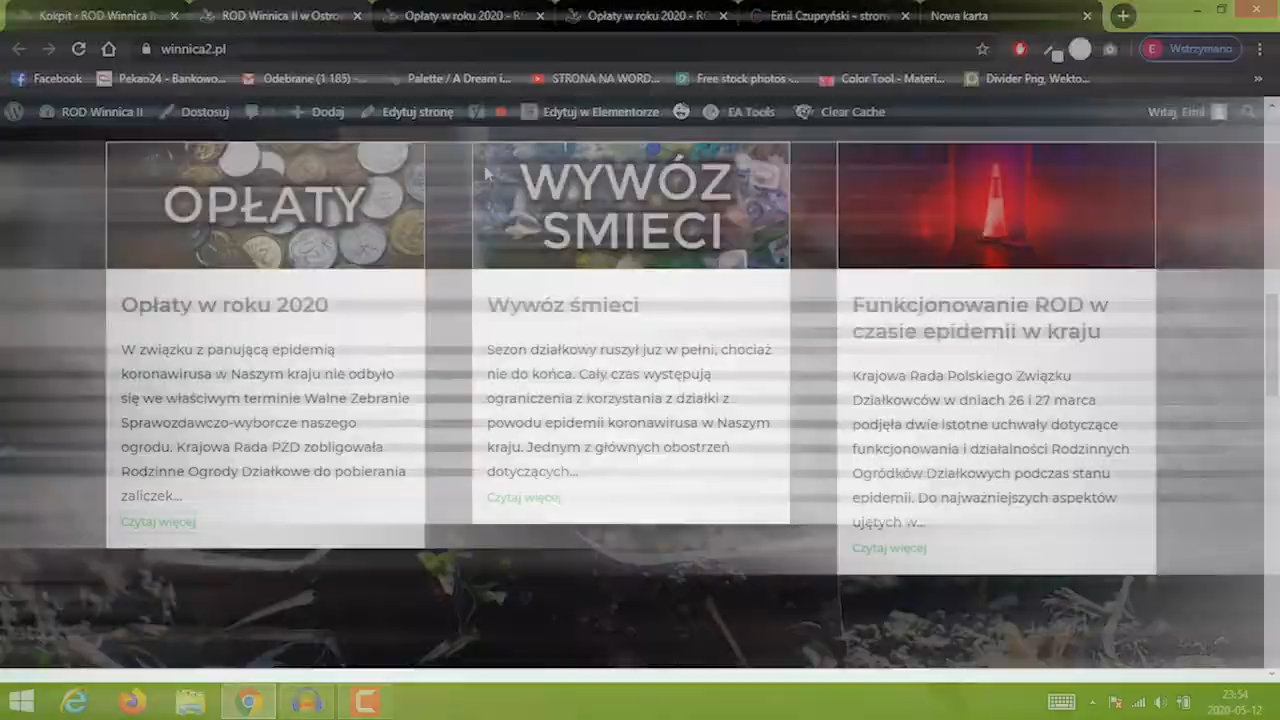 Kokpit ‹ ROD Winnica II
ROD Winnica II w Ostro
Opłaty w roku 2020 - R
Opłaty w roku 2020 - R
Emil Czupryński - stron
Nowa karta
winnica2.pl
E Wstrzymano
Facebook
Pekao24 - Bankowo...
Odebrane (1 185) -...
Palette / A Dream i...
STRONA NA WORD...
Free stock photos -...
Color Tool - Materi...
Divider Png, Wekto...
»
ROD Winnica II
Dostosuj
Dodaj
Edytuj stronę
Edytuj w Elementorze
EA Tools
Clear Cache
Witaj, Emil
OPŁATY
WYWÓZ
SMIECI
Opłaty w roku 2020
W związku z panującą epidemią
koronawirusa w Naszym kraju nie odbyło
się we właściwym terminie Walne Zebranie
Sprawozdawczo-wyborcze naszego
ogrodu. Krajowa Rada PZD zobligowała
Rodzinne Ogrody Działkowe do pobierania
zaliczek...
Czytaj więcej
Wywóz śmieci
Sezon działkowy ruszył już w pełni, chociaż
nie do końca. Cały czas występują
ograniczenia z korzystania z działki z
powodu epidemii koronawirusa w Naszym
kraju. Jednym z głównych obostrzeń
dotyczących...
Czytaj więcej
Funkcjonowanie ROD w
czasie epidemii w kraju
Krajowa Rada Polskiego Związku
Działkowców w dniach 26 i 27 marca
podjęła dwie istotne uchwały dotyczące
funkcjonowania i działalności Rodzinnych
Ogródków Działkowych podczas stanu
epidemii. Do najważniejszych aspektów
ujętych w...
Czytaj więcej
23:54
2020-05-12